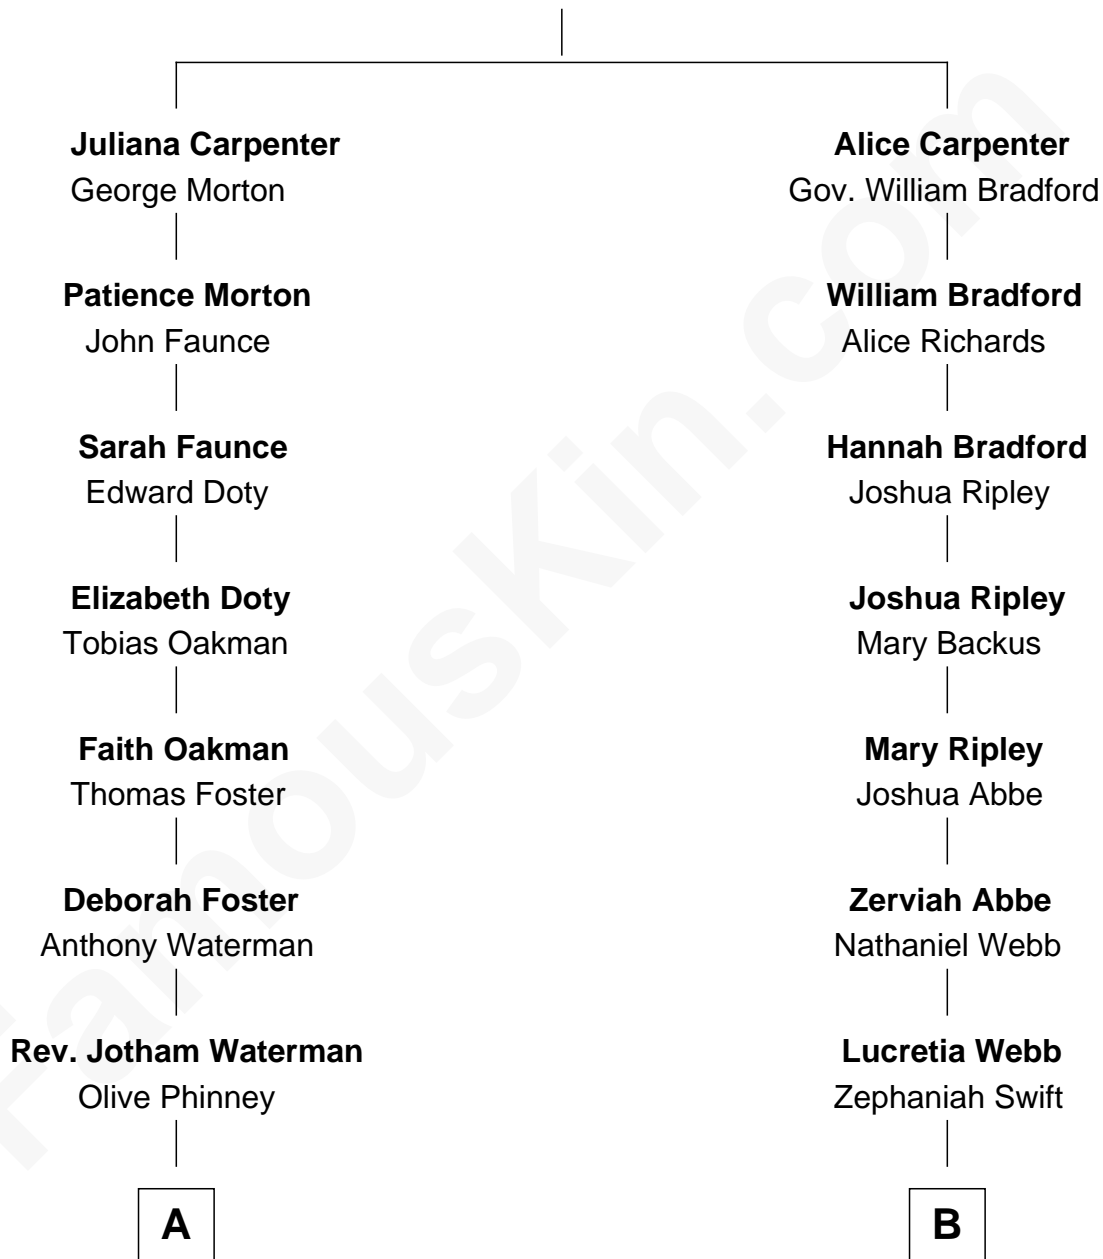 Juliana Carpenter
George Morton
Patience Morton
John Faunce
Sarah Faunce
Edward Doty
Elizabeth Doty
Tobias Oakman
Faith Oakman
Thomas Foster
Deborah Foster
Anthony Waterman
Rev. Jotham Waterman
Olive Phinney
A
Alice Carpenter
Gov. William Bradford
William Bradford
Alice Richards
Hannah Bradford
Joshua Ripley
Joshua Ripley
Mary Backus
Mary Ripley
Joshua Abbe
Zerviah Abbe
Nathaniel Webb
Lucretia Webb
Zephaniah Swift
B
FamousKin.com